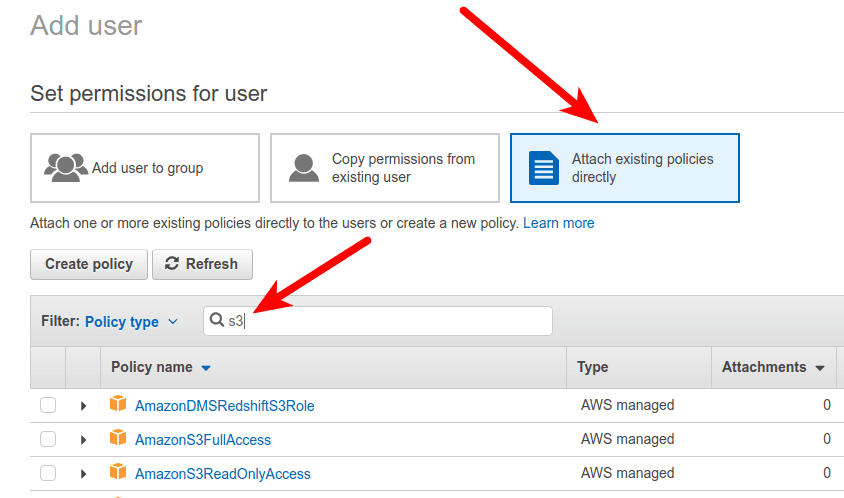 Add user
Set permissions for user
Add user to group
Copy permissions from
existing user
Attach existing policies
directly
Attach one or more existing policies directly to the users or create a new policy. Learn more
Create policy
Refresh
Filter: Policy type
s3
Policy name Type Attachments
AmazonDMSRedshiftS3Role AWS managed 0
AmazonS3FullAccess AWS managed 0
AmazonS3ReadOnlyAccess AWS managed 0